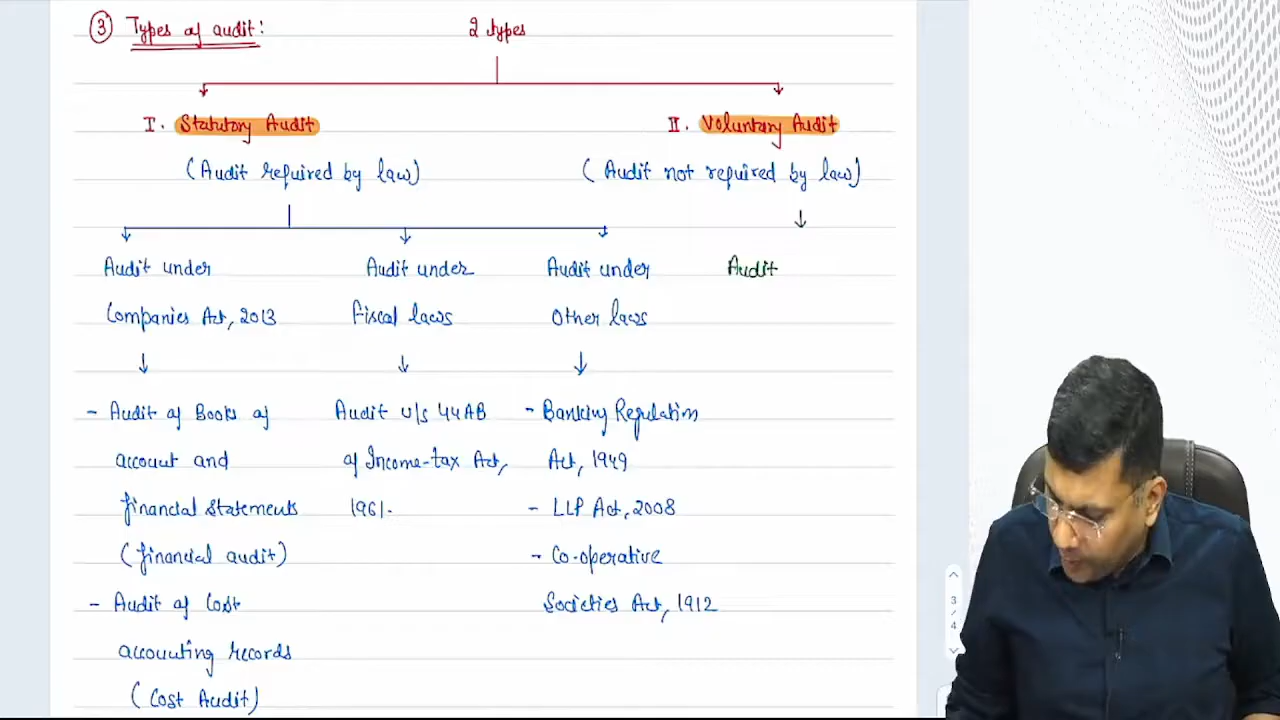 ③ Types of audit: 2 types
I. Statutory Audit
II. Voluntary Audit
(Audit required by law)
(Audit not required by law)
Audit under
Companies Act, 2013
- Audit of Books of
account and
financial statements
(financial audit)
- Audit of Cost
accounting records
(Cost Audit)
Audit under
fiscal laws
Audit u/s 44AB
of Income-tax Act,
1961.
Audit under
Other laws
- Banking Regulation
Act, 1949
- LLP Act, 2008
- Co-operative
Societies Act, 1912
Audit
3
/
4